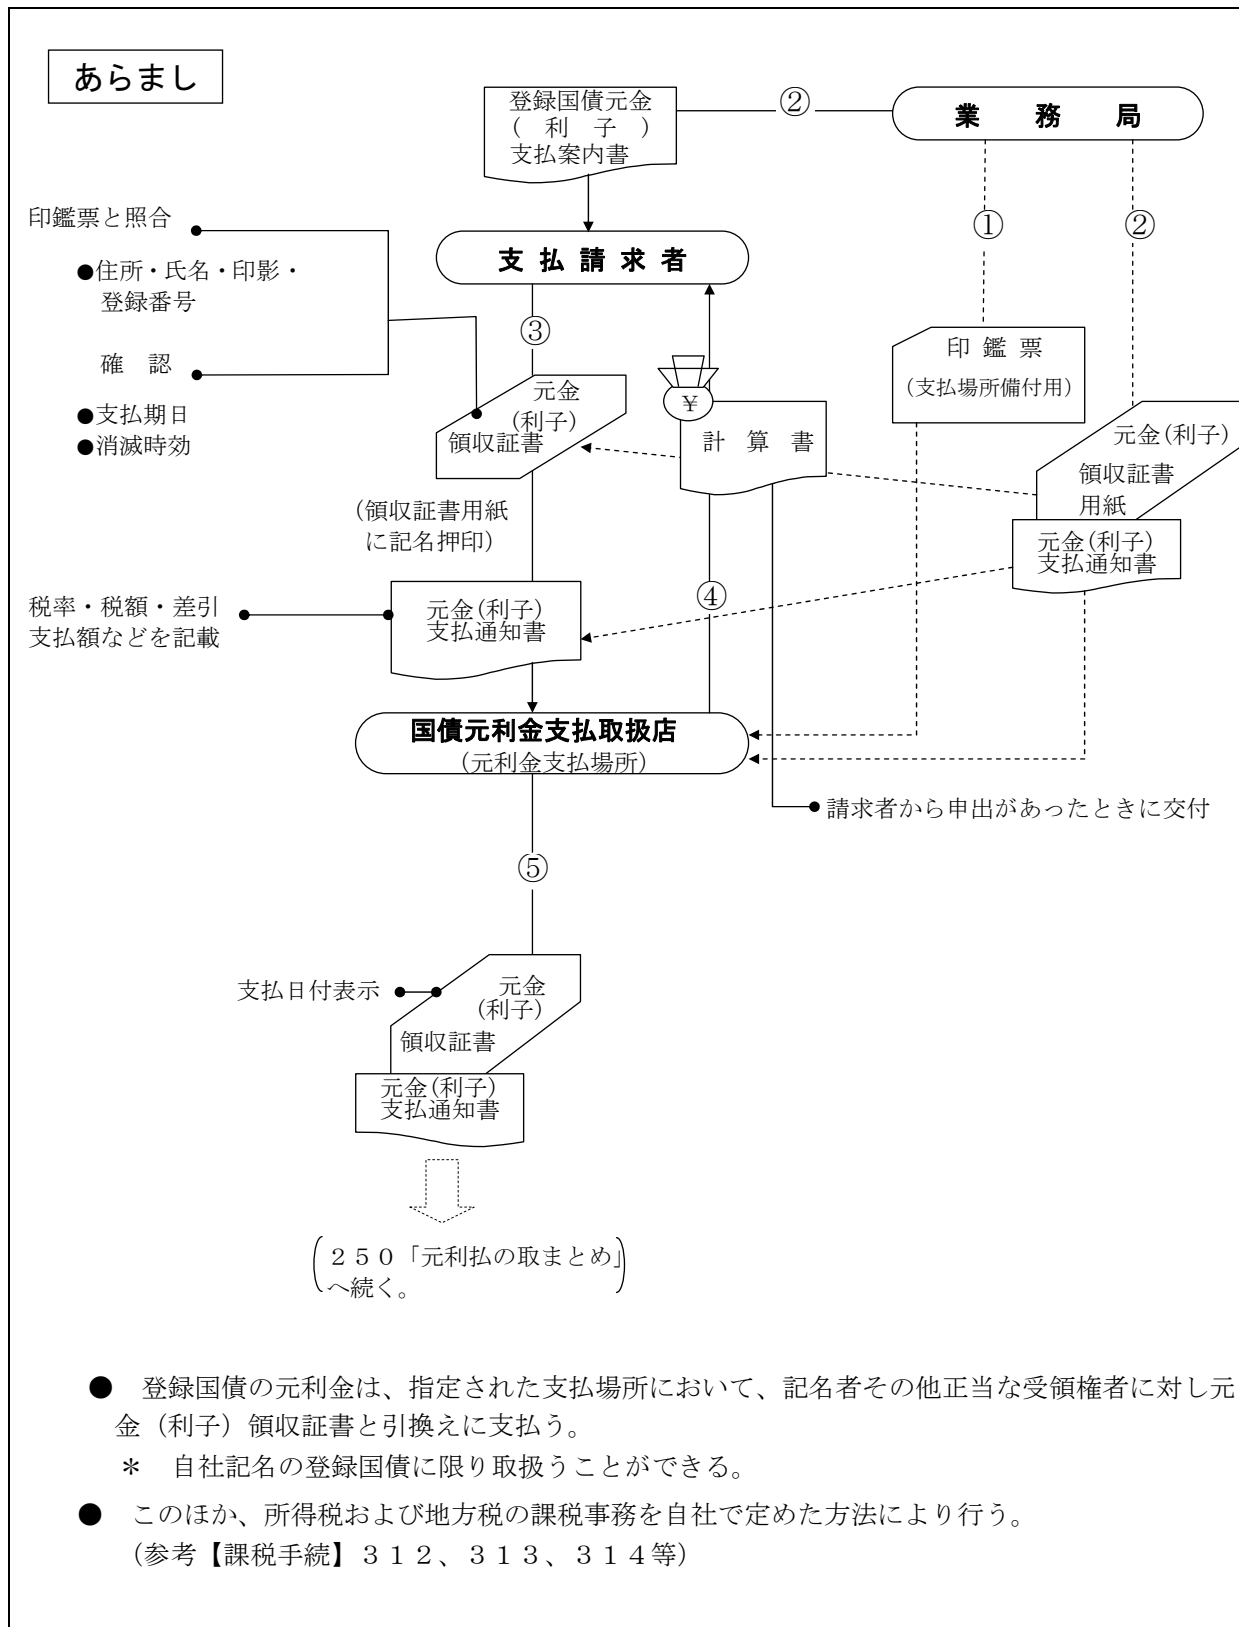 あらまし
登録国債元金
(　利　子　)
支払案内書
②
業　務　局
印鑑票と照合
①
②
支 払 請 求 者
●住所・氏名・印影・
登録番号
③
印 鑑 票
(支払場所備付用)
確　認
元金
(利子)
領収証書
¥
計　算　書
●支払期日
●消滅時効
元金(利子)
領収証書
用紙
(領収証書用紙
に記名押印)
元金(利子)
支払通知書
税率・税額・差引
支払額などを記載
元金(利子)
支払通知書
④
国債元利金支払取扱店
(元利金支払場所)
請求者から申出があったときに交付
⑤
支払日付表示
元金
(利子)
領収証書
元金(利子)
支払通知書
(２５０「元利払の取まとめ」
へ続く。)
●　登録国債の元利金は、指定された支払場所において、記名者その他正当な受領権者に対し元
金（利子）領収証書と引換えに支払う。
＊　自社記名の登録国債に限り取扱うことができる。
●　このほか、所得税および地方税の課税事務を自社で定めた方法により行う。
（参考【課税手続】３１２、３１３、３１４等）